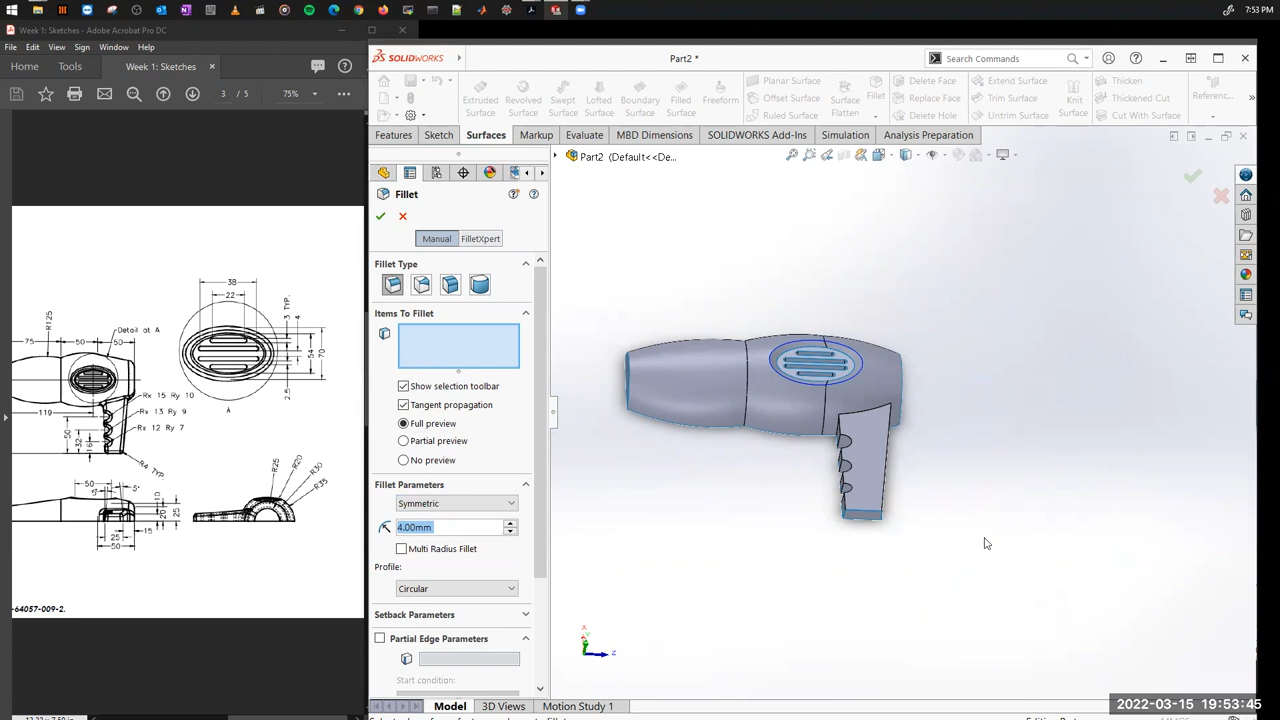 7:53 PM
Week 1: Sketches - Adobe Acrobat Pro DC
File Edit View Sign Window Help
Home Tools Week 1: Sketches
3 / 5 75%
38
22
3 TYP.
4
54
70
2.5
A
R125
Detail at A
75 50 50
Rx 15 Ry 10
Rx 13 Ry 9
Rx 12 Ry 7
119
50
32
16
R4 TYP
50
5° 5°
10
20
25
15
25
50
R25
R20
R30
R35
-64057-009-2.
SOLIDWORKS
Part2 *
Search Commands
Extruded Surface
Revolved Surface
Swept Surface
Lofted Surface
Boundary Surface
Filled Surface
Freeform
Planar Surface
Offset Surface
Ruled Surface
Surface Flatten
Fillet
Delete Face
Replace Face
Delete Hole
Extend Surface
Trim Surface
Untrim Surface
Knit Surface
Thicken
Thickened Cut
Cut With Surface
Referenc...
Features Sketch Surfaces Markup Evaluate MBD Dimensions SOLIDWORKS Add-Ins Simulation Analysis Preparation
Part2 (Default<<De...
Fillet
Manual FilletXpert
Fillet Type
Items To Fillet
Show selection toolbar
Tangent propagation
Full preview
Partial preview
No preview
Fillet Parameters
Symmetric
4.00mm
Multi Radius Fillet
Profile:
Circular
Setback Parameters
Partial Edge Parameters
Start condition:
X
Y
Z
Model 3D Views Motion Study 1
2022-03-15 19:53:45